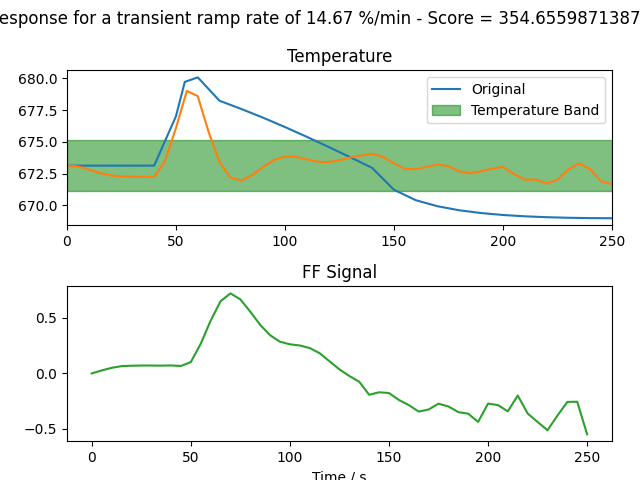 esponse for a transient ramp rate of 14.67 %/min - Score = 354.6559871387
Temperature
680.0
677.5
675.0
672.5
670.0
Original
Temperature Band
0 50 100 150 200 250
FF Signal
0.5
0.0
−0.5
0 50 100 150 200 250
Time / s